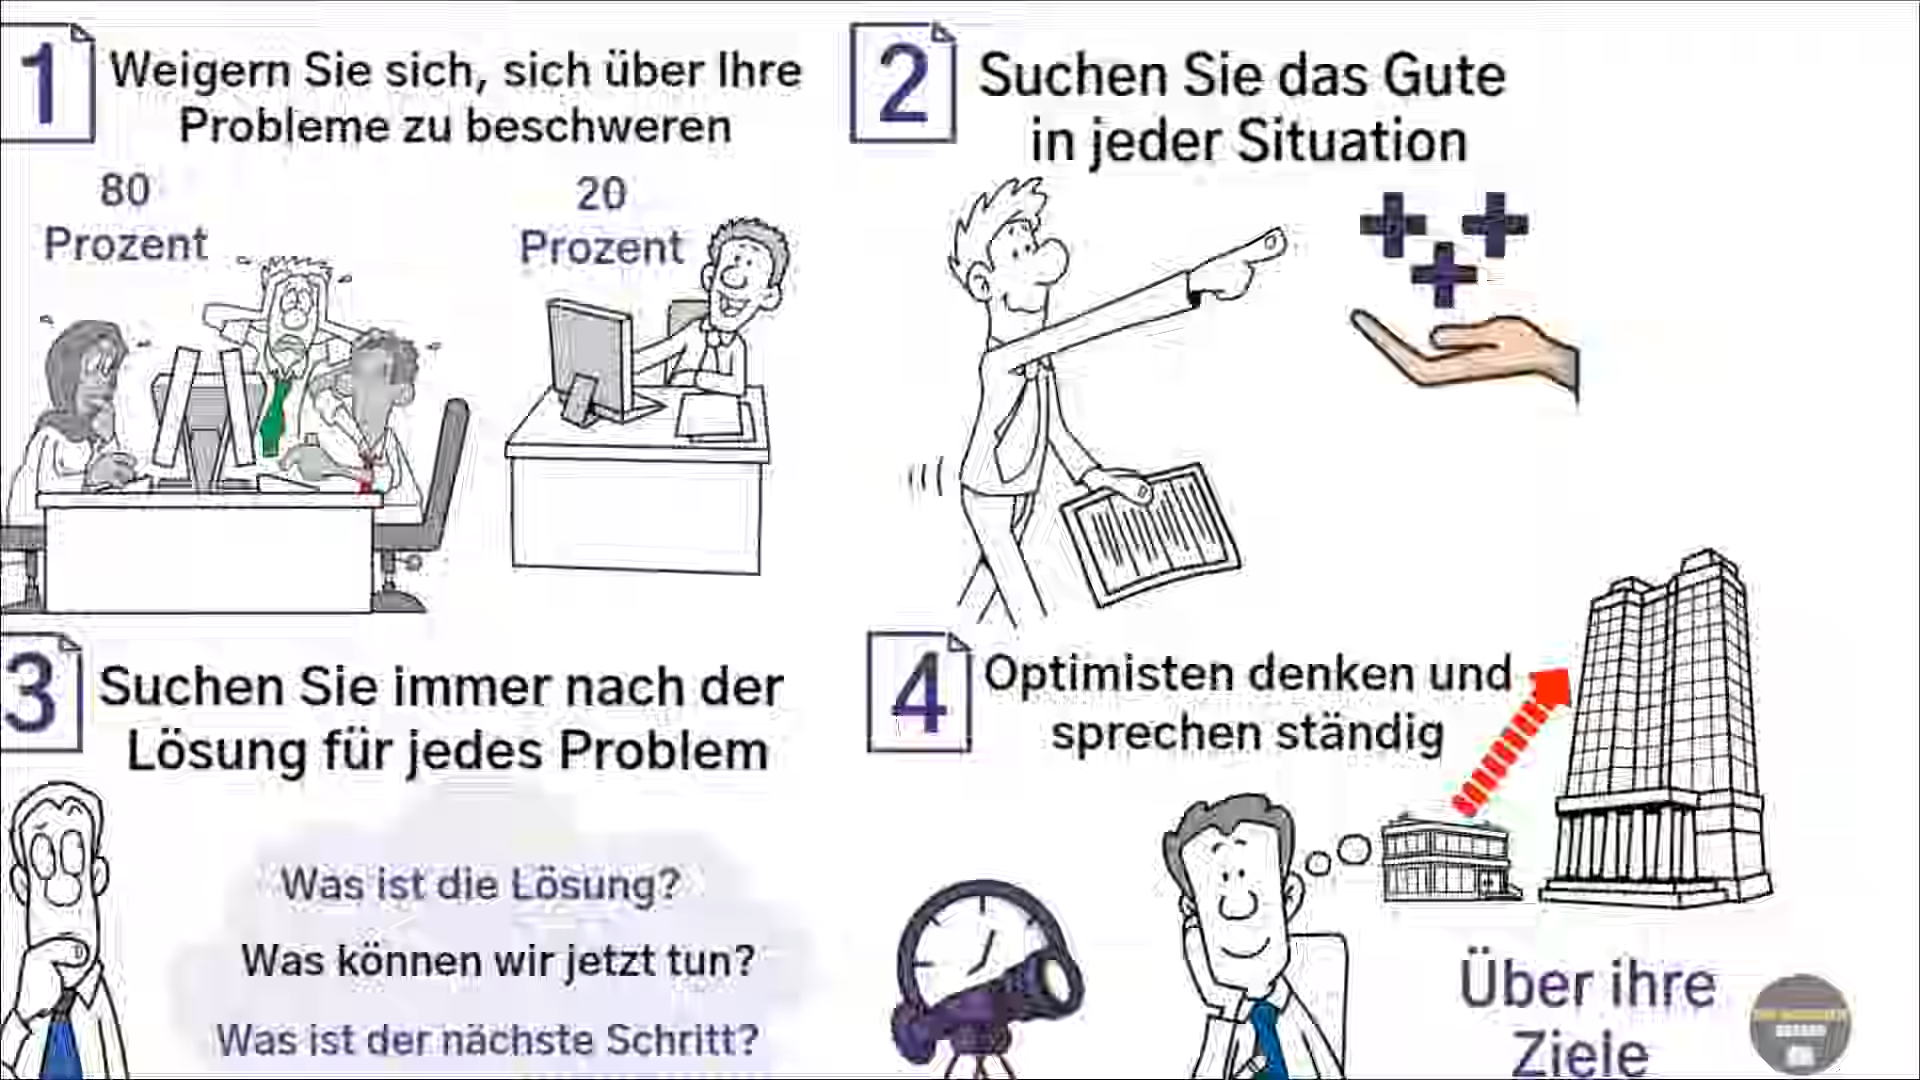 1
Weigern Sie sich, sich über Ihre
Probleme zu beschweren
80
Prozent
20
Prozent
2
Suchen Sie das Gute
in jeder Situation
3
Suchen Sie immer nach der
Lösung für jedes Problem
Was ist die Lösung?
Was können wir jetzt tun?
Was ist der nächste Schritt?
4
Optimisten denken und
sprechen ständig
Über ihre
Ziele